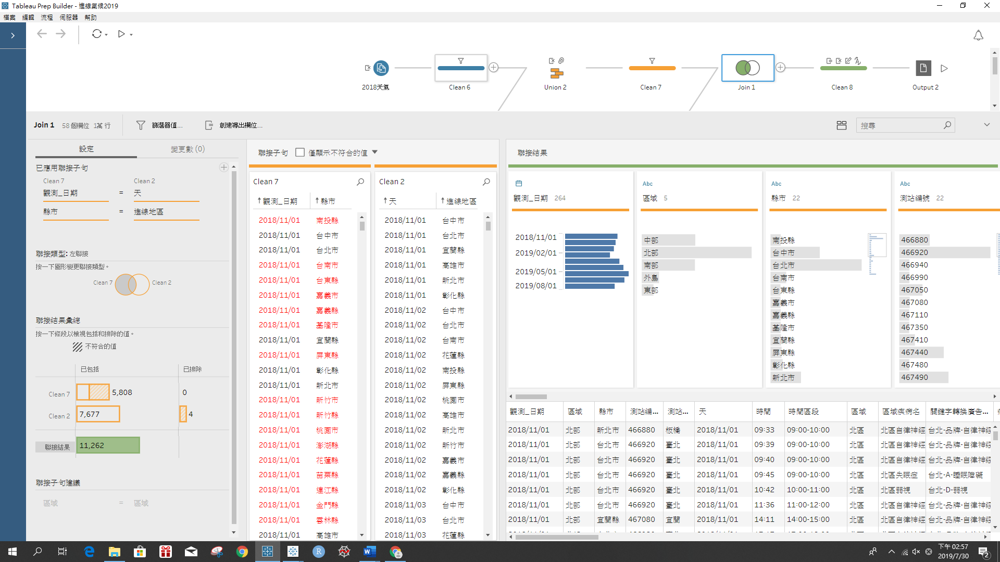 Tableau Prep Builder - 進線氣候2019
檔案 編輯 流程 伺服器 幫助
2018天氣
Clean 6
Union 2
Clean 7
Join 1
Clean 8
Output 2
Join 1 58 個欄位 1萬 行
篩選器值...
創建導出欄位...
搜尋
設定
變更數 (0)
已應用聯接子句
Clean 7 Clean 2
觀測_日期 = 天
縣市 = 進線地區
聯接類型: 左聯接
按一下圖形變更聯接類型。
Clean 7 Clean 2
聯接結果彙總
按一下條段以檢視包括和排除的值。
不符合的值
已包括 已排除
Clean 7 5,808 0
Clean 2 7,677 4
聯接結果 11,262
聯接子句建議
區域 = 區域
聯接子句 僅顯示不符合的值
Clean 7
觀測_日期 縣市
2018/11/01 南投縣
2018/11/01 台中市
2018/11/01 台北市
2018/11/01 台南市
2018/11/01 台東縣
2018/11/01 嘉義市
2018/11/01 嘉義縣
2018/11/01 基隆市
2018/11/01 宜蘭縣
2018/11/01 屏東縣
2018/11/01 彰化縣
2018/11/01 新北市
2018/11/01 新竹市
2018/11/01 新竹縣
2018/11/01 桃園市
2018/11/01 澎湖縣
2018/11/01 花蓮縣
2018/11/01 苗栗縣
2018/11/01 連江縣
2018/11/01 金門縣
2018/11/01 雲林縣
2018/11/01 高雄市
Clean 2
天 進線地區
2018/11/01 台中市
2018/11/01 台北市
2018/11/01 宜蘭縣
2018/11/01 高雄市
2018/11/01 新北市
2018/11/01 彰化縣
2018/11/02 台中市
2018/11/02 台北市
2018/11/02 台南市
2018/11/02 花蓮縣
2018/11/02 南投縣
2018/11/02 屏東縣
2018/11/02 桃園市
2018/11/02 高雄市
2018/11/02 新北市
2018/11/02 新竹市
2018/11/02 嘉義市
2018/11/02 嘉義縣
2018/11/02 彰化縣
2018/11/03 台中市
2018/11/03 台北市
2018/11/03 花蓮縣
聯接結果
觀測_日期 264
2018/11/01
2019/02/01
2019/05/01
2019/08/01
Abc
區域 5
中部
北部
南部
外島
東部
Abc
縣市 22
南投縣
台中市
台北市
台南市
台東縣
嘉義市
嘉義縣
基隆市
宜蘭縣
屏東縣
彰化縣
新北市
Abc
測站編號 22
466880
466920
466940
466990
467050
467080
467110
467350
467410
467440
467480
467490
觀測_日期 區域 縣市 測站編... 測站... 天 時間 時間區段 區域 區域疾病名 關鍵字轉換廣告...
2018/11/01 北部 新北市 466880 板橋 2018/11/01 09:33 09:00-10:00 北區 北區自律神經 台北-品牌-自律神經
2018/11/01 北部 台北市 466920 臺北 2018/11/01 09:39 09:00-10:00 北區 北區自律神經 台北-品牌-自律神經
2018/11/01 北部 台北市 466920 臺北 2018/11/01 09:40 09:00-10:00 北區 北區自律神經 台北-品牌-自律神經
2018/11/01 北部 台北市 466920 臺北 2018/11/01 09:45 09:00-10:00 北區 北區失眠症 台北-A-睡眠障礙
2018/11/01 北部 台北市 466920 臺北 2018/11/01 10:42 10:00-11:00 北區 北區弱視 台北-D-弱視
2018/11/01 北部 台北市 466920 臺北 2018/11/01 11:36 11:00-12:00 北區 北區自律神經 台北-品牌-自律神經
2018/11/01 北部 宜蘭縣 467080 宜蘭 2018/11/01 14:11 14:00-15:00 北區 北區自律神經 台北-品牌-自律神經
下午 02:57
2019/7/30
2